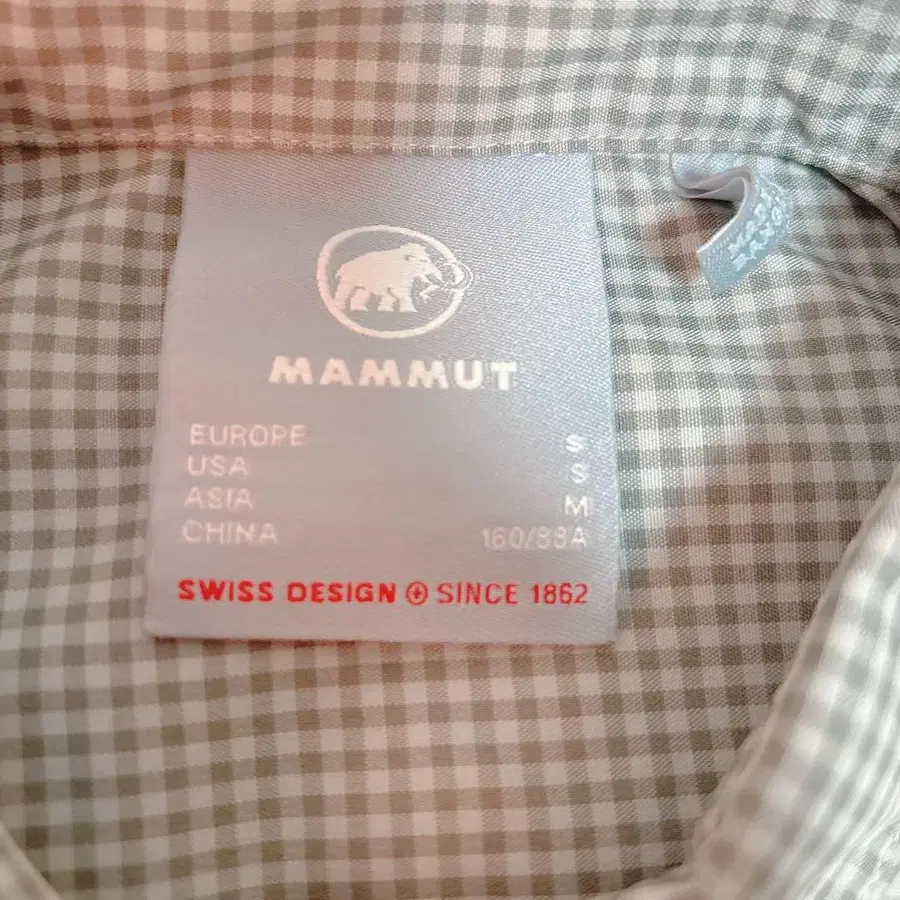 MAMMUT
EUROPE S
USA S
ASIA M
CHINA 160/88A
SWISS DESIGN SINCE 1862